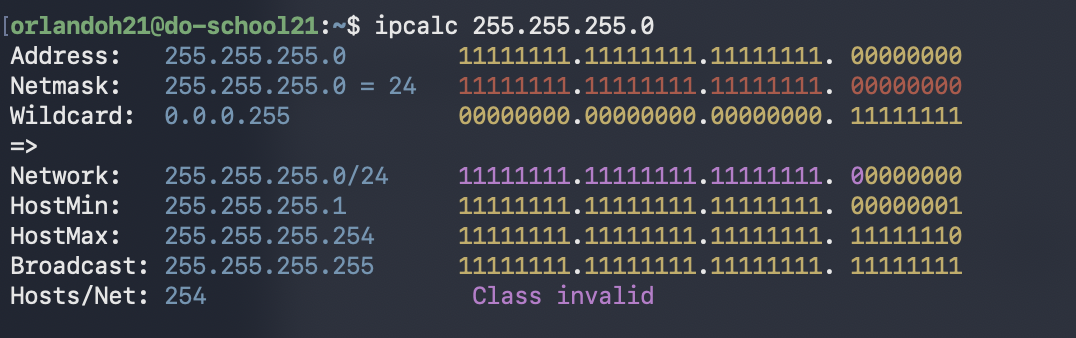 [orlandoh21@do-school21:~$ ipcalc 255.255.255.0
Address:   255.255.255.0         11111111.11111111.11111111. 00000000
Netmask:   255.255.255.0 = 24    11111111.11111111.11111111. 00000000
Wildcard:  0.0.0.255             00000000.00000000.00000000. 11111111
=>
Network:   255.255.255.0/24      11111111.11111111.11111111. 00000000
HostMin:   255.255.255.1         11111111.11111111.11111111. 00000001
HostMax:   255.255.255.254       11111111.11111111.11111111. 11111110
Broadcast: 255.255.255.255       11111111.11111111.11111111. 11111111
Hosts/Net: 254                    Class invalid